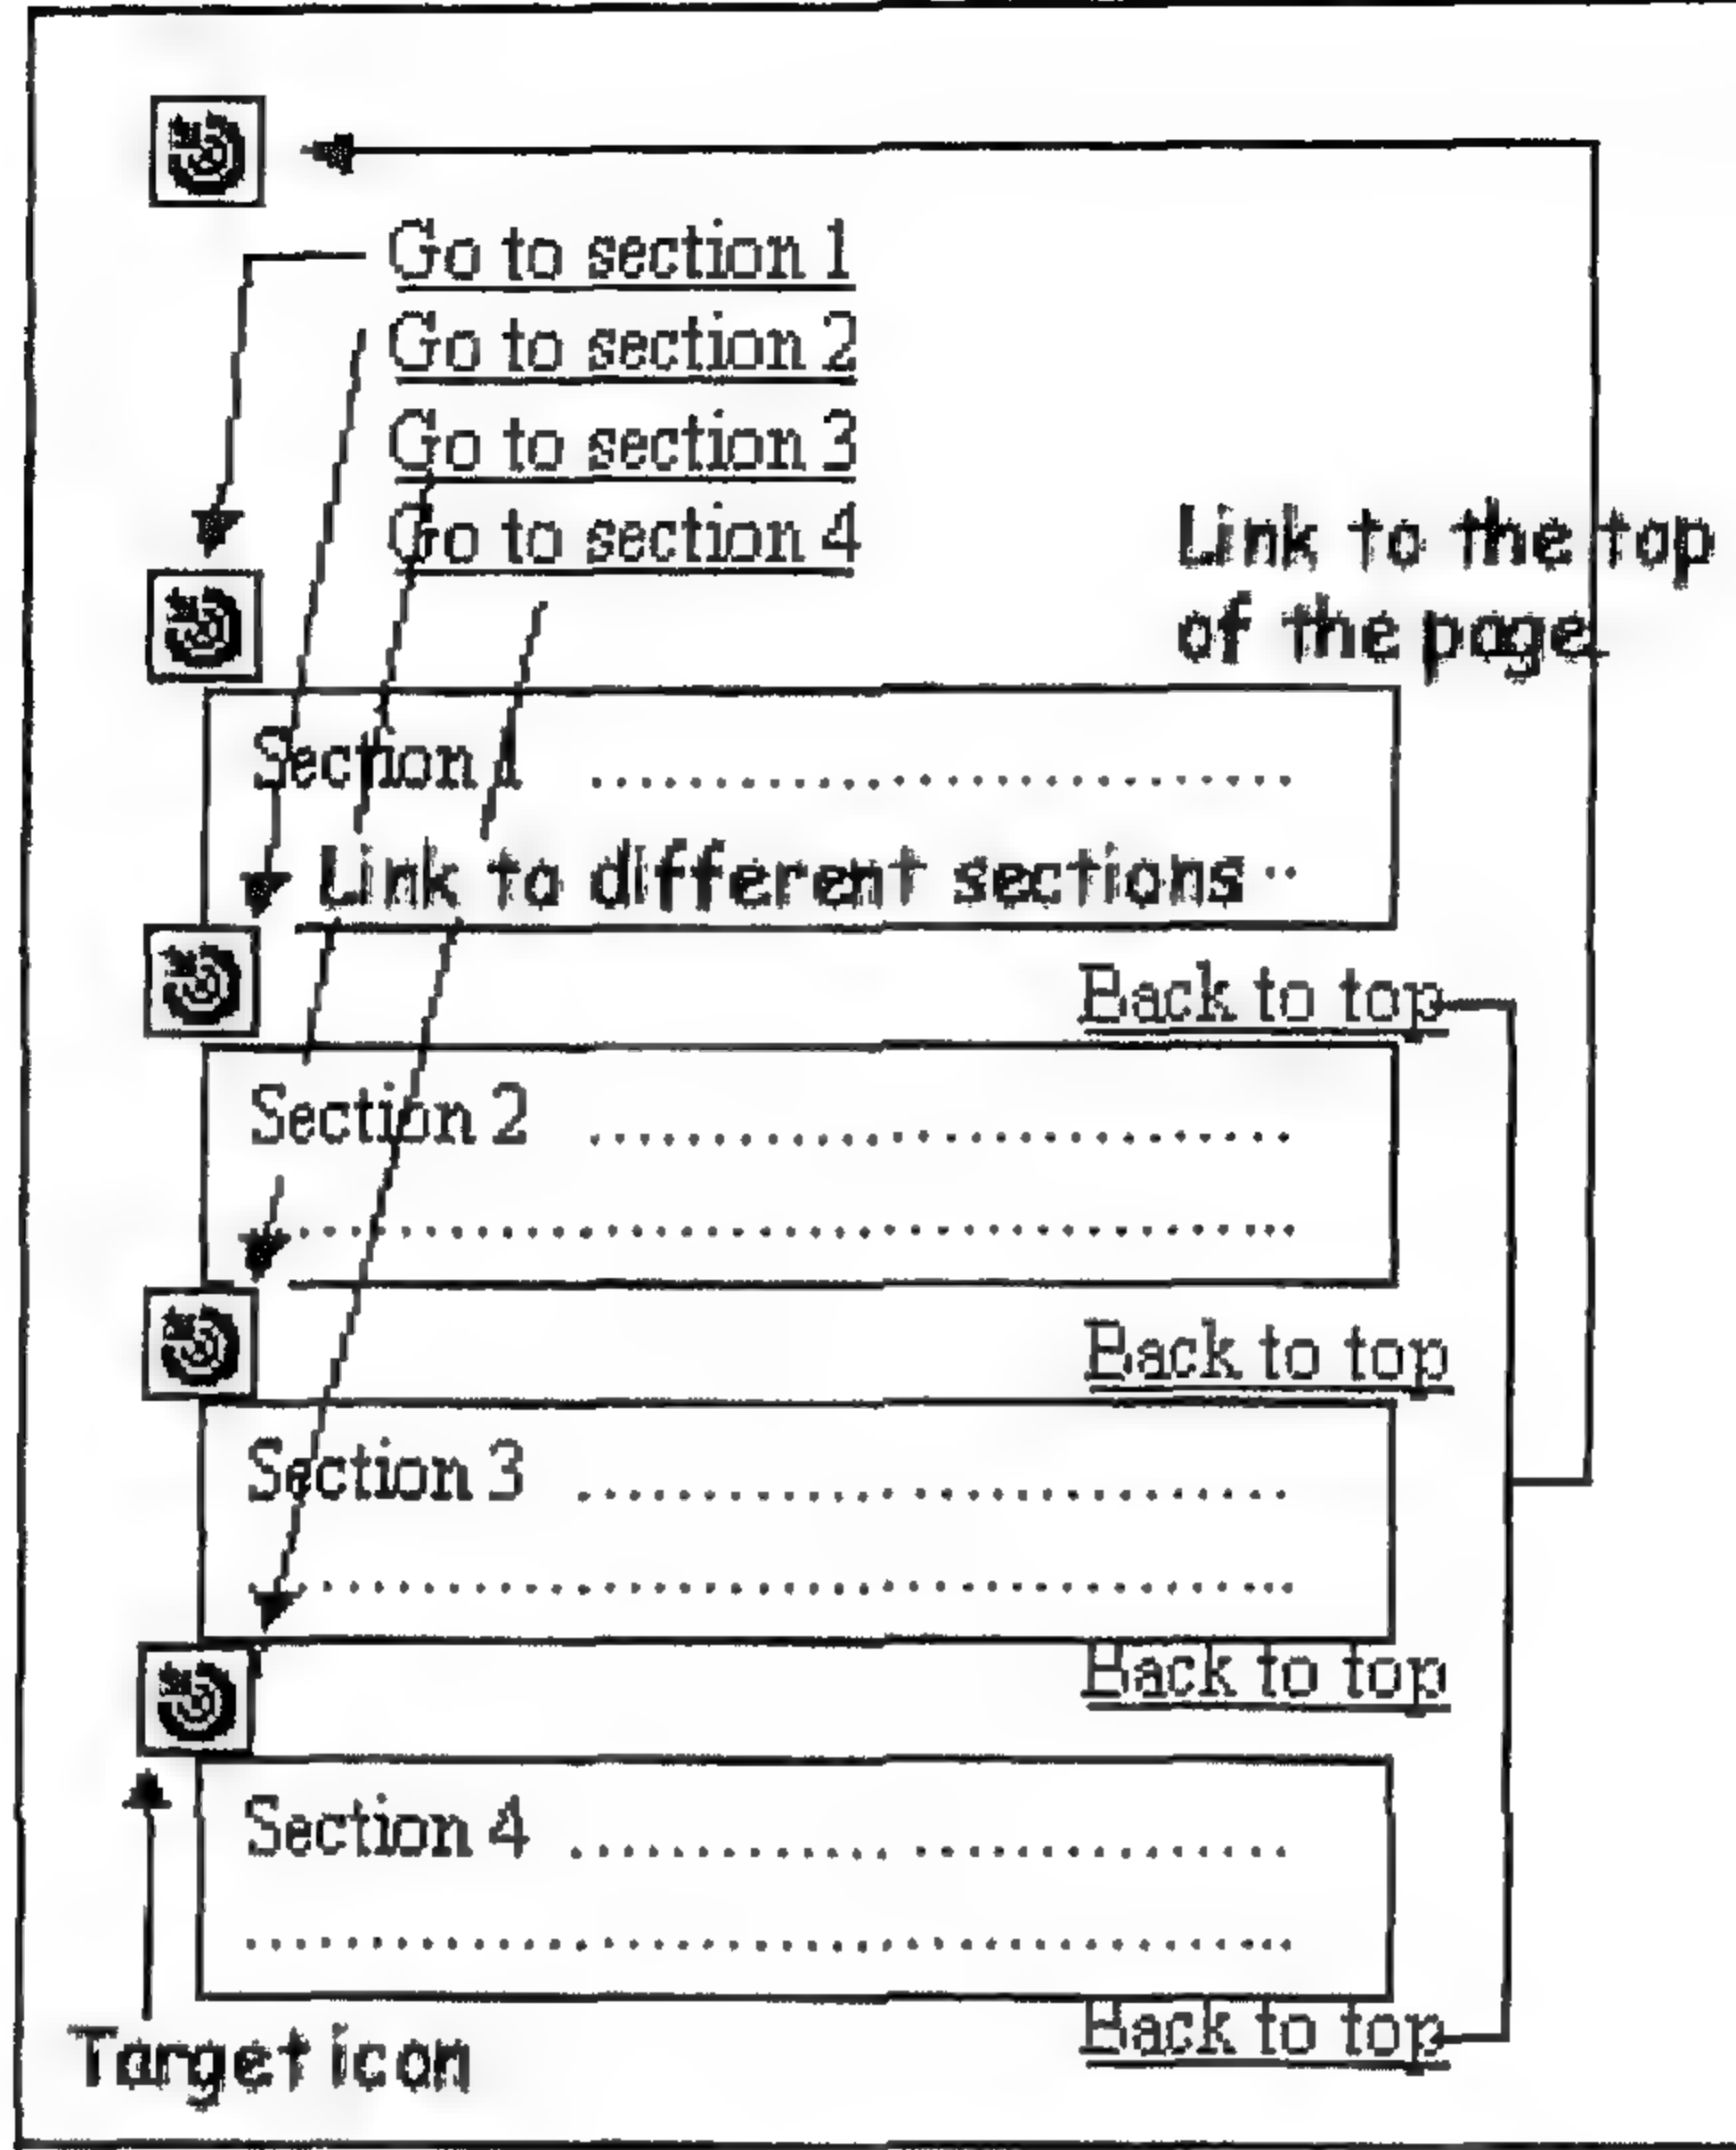 Go to section 1
Go to section 2
Go to section 3
Go to section 4
Link to the top
of the page
Section 1
Link to different sections
Back to top
Section 2
Back to top
Section 3
Back to top
Section 4
Back to top
Target icon